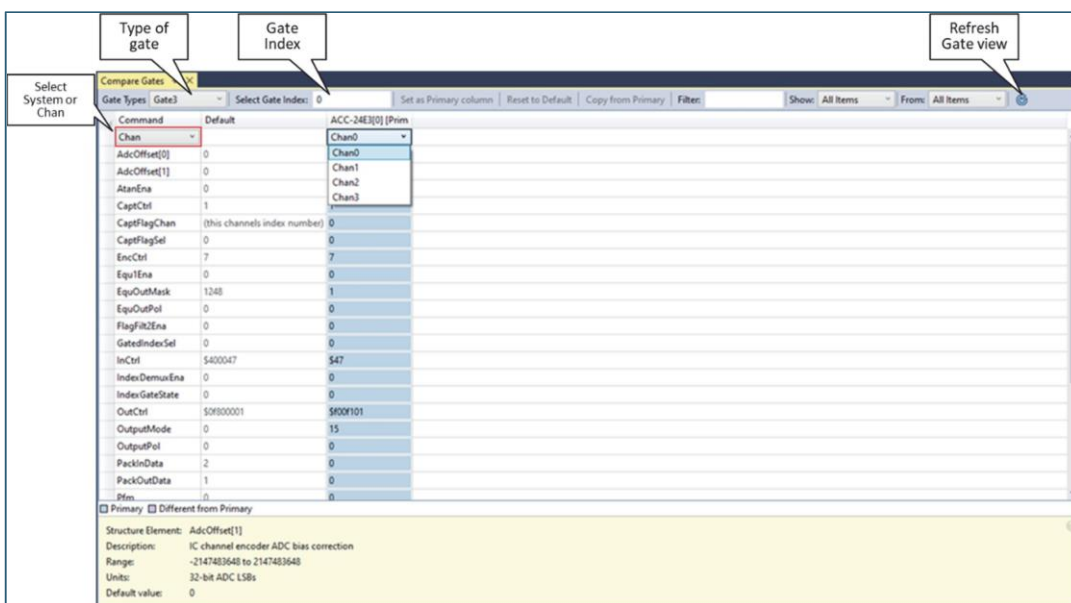 Type of
gate
Gate
Index
Refresh
Gate view
Select
System or
Chan
Compare Gates
Gate Types Gate3 Select Gate Index: 0 Set as Primary column Reset to Default Copy from Primary Filter: Show: All Items From: All Items
Command Default ACC-24E3[0] [Prim
Chan Chan0
Chan0
Chan1
Chan2
Chan3
AdcOffset[0] 0
AdcOffset[1] 0
AtanEna 0
CaptCtrl 1
CaptFlagChan (this channels index number) 0
CaptFlagSel 0 0
EncCtrl 7 7
Equ1Ena 0 0
EquOutMask 1248 1
EquOutPol 0 0
FlagFilt2Ena 0 0
GatedIndexSel 0 0
InCtrl $400047 $47
IndexDemuxEna 0 0
IndexGateState 0 0
OutCtrl $0f800001 $f00f101
OutputMode 0 15
OutputPol 0 0
PackInData 2 0
PackOutData 1 0
Pfm 0 0
Primary Different from Primary
Structure Element: AdcOffset[1]
Description: IC channel encoder ADC bias correction
Range: -2147483648 to 2147483648
Units: 32-bit ADC LSBs
Default value: 0